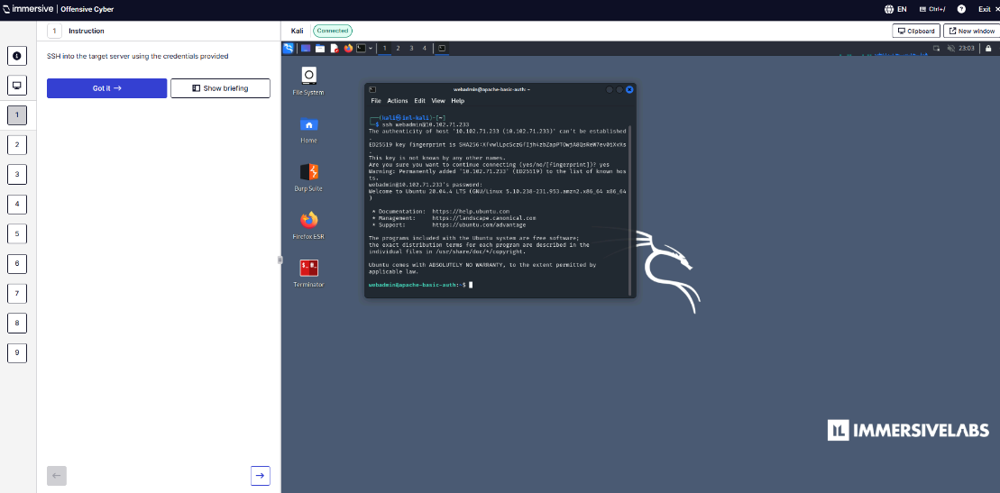 immersive | Offensive Cyber
EN
Ctrl+/
?
Exit
1 Instruction
Kali Connected
Clipboard
New window
SSH into the target server using the credentials provided
Got it →
Show briefing
1
2
3
4
5
6
7
8
9
1 2 3 4
23:03
File System
Home
Burp Suite
Firefox ESR
Terminator
webadmin@apache-basic-auth: ~
File Actions Edit View Help
(kali㉿iml-kali)-[~]
$ ssh webadmin@10.102.71.233
The authenticity of host '10.102.71.233 (10.102.71.233)' can't be established
.
This key is not known by any other names.
Are you sure you want to continue connecting (yes/no/[fingerprint])? yes
Warning: Permanently added '10.102.71.233' (ED25519) to the list of known hos
ts.
webadmin@10.102.71.233's password:
Welcome to Ubuntu 20.04.4 LTS (GNU/Linux 5.10.238-231.953.amzn2.x86_64 x86_64
)
* Documentation: https://help.ubuntu.com
* Management: https://landscape.canonical.com
* Support: https://ubuntu.com/advantage
The programs included with the Ubuntu system are free software;
the exact distribution terms for each program are described in the
individual files in /usr/share/doc/*/copyright.
Ubuntu comes with ABSOLUTELY NO WARRANTY, to the extent permitted by
applicable law.
webadmin@apache-basic-auth:~$
IL IMMERSIVELABS